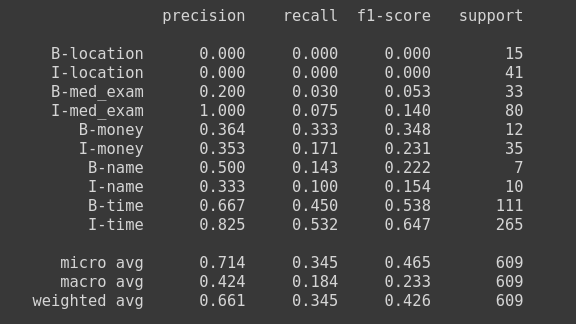 precision recall f1-score support
B-location 0.000 0.000 0.000 15
I-location 0.000 0.000 0.000 41
B-med_exam 0.200 0.030 0.053 33
I-med_exam 1.000 0.075 0.140 80
B-money 0.364 0.333 0.348 12
I-money 0.353 0.171 0.231 35
B-name 0.500 0.143 0.222 7
I-name 0.333 0.100 0.154 10
B-time 0.667 0.450 0.538 111
I-time 0.825 0.532 0.647 265
micro avg 0.714 0.345 0.465 609
macro avg 0.424 0.184 0.233 609
weighted avg 0.661 0.345 0.426 609